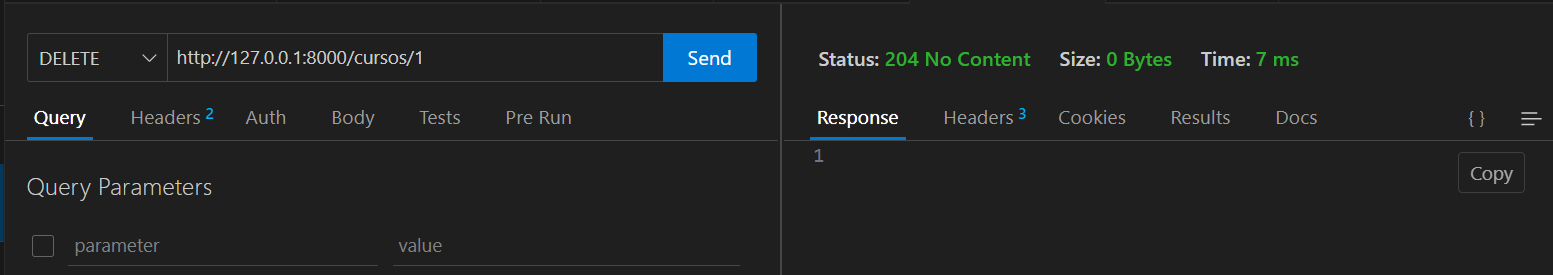 DELETE http://127.0.0.1:8000/cursos/1 Send
Query Headers 2 Auth Body Tests Pre Run
Query Parameters
parameter value
Status: 204 No Content Size: 0 Bytes Time: 7 ms
Response Headers 3 Cookies Results Docs { }
1
Copy